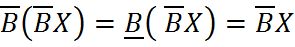 B̅(B̅X) = B̲( B̅X) = B̅X